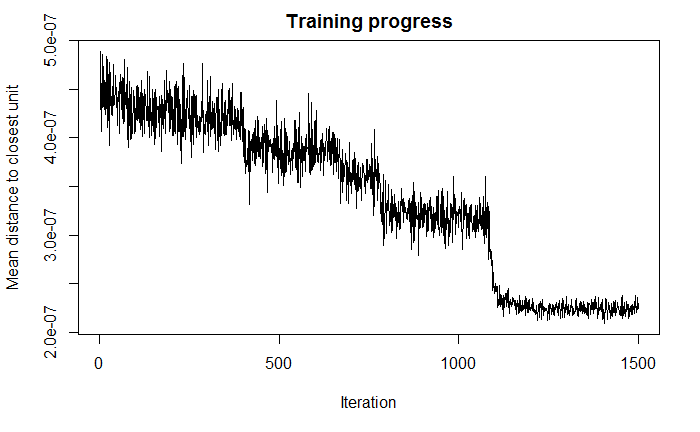 Training progress
Mean distance to closest unit
5.0e-07
4.0e-07
3.0e-07
2.0e-07
0
500
1000
1500
Iteration